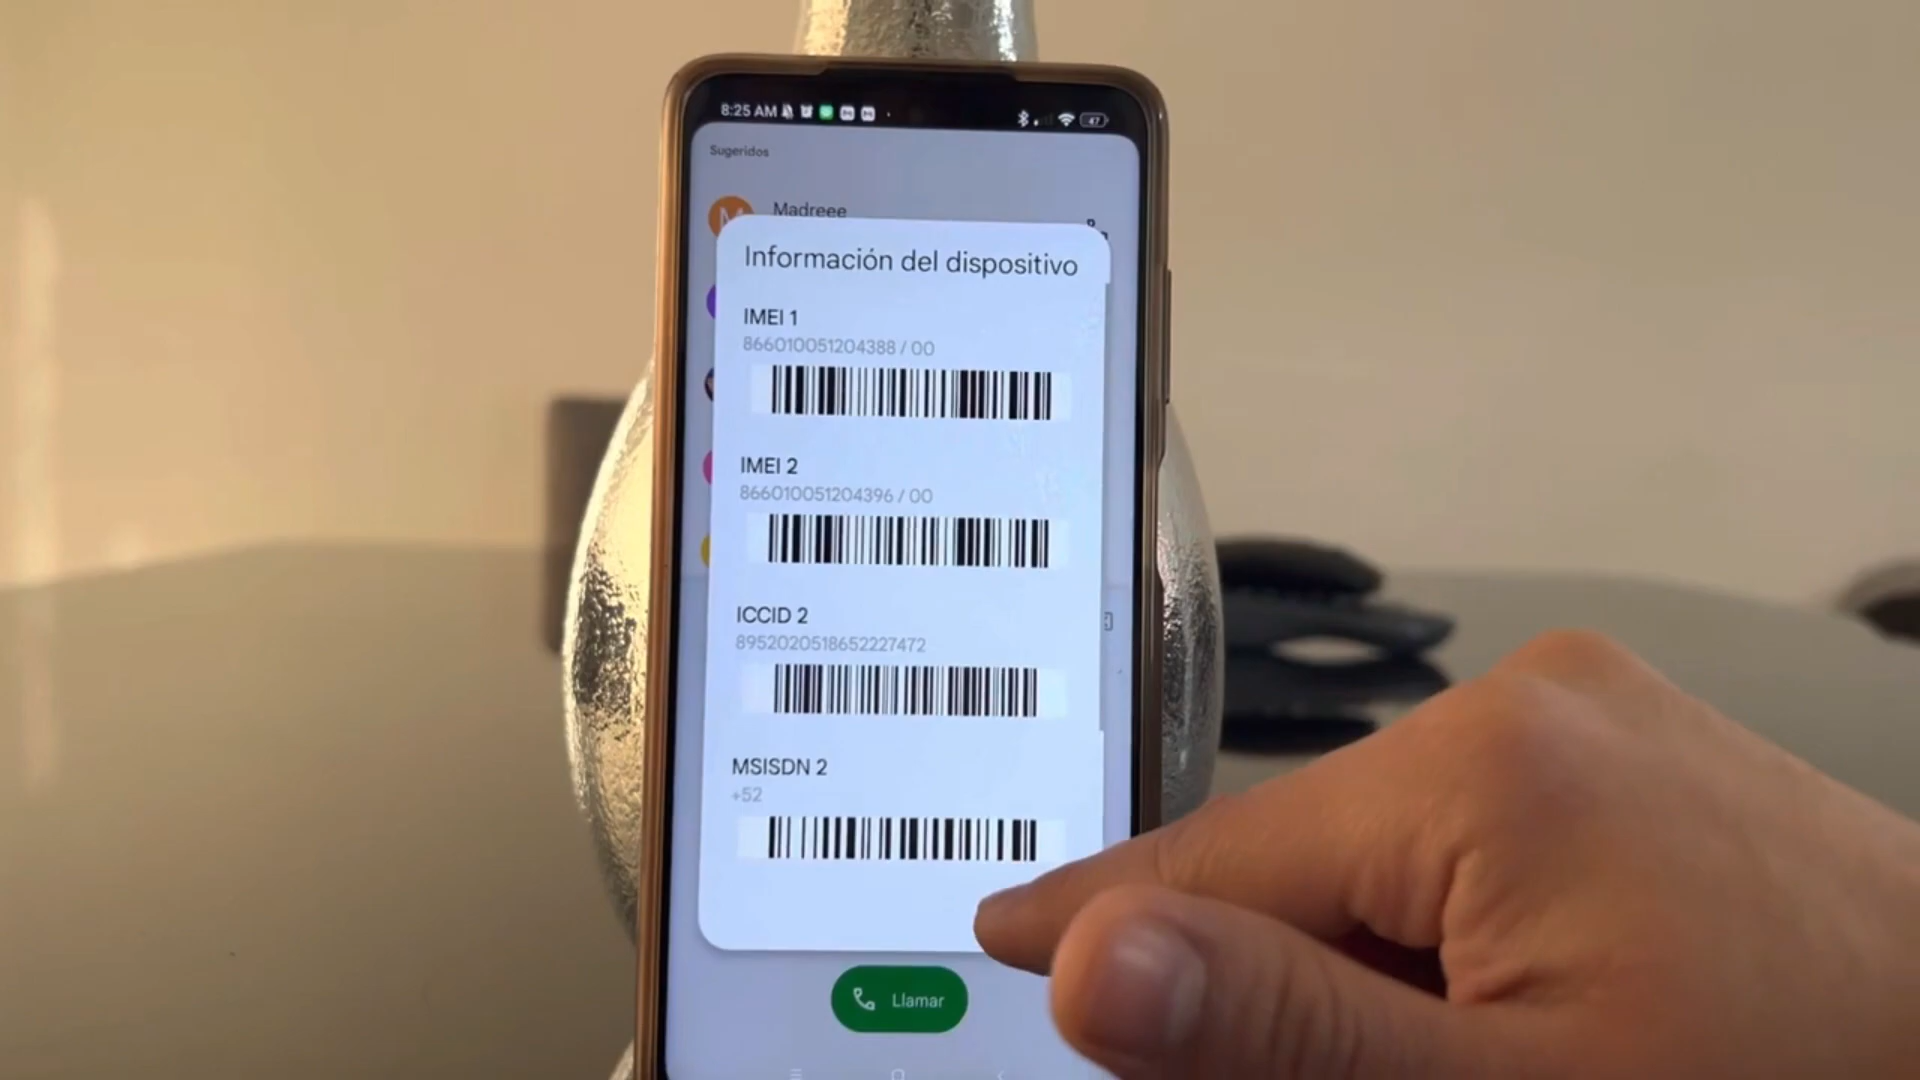 8:25 AM
47
Sugeridos
M
Madreee
Información del dispositivo
IMEI 1
866010051204388 / 00
IMEI 2
866010051204396 / 00
ICCID 2
8952020518652227472
MSISDN 2
+52
Llamar